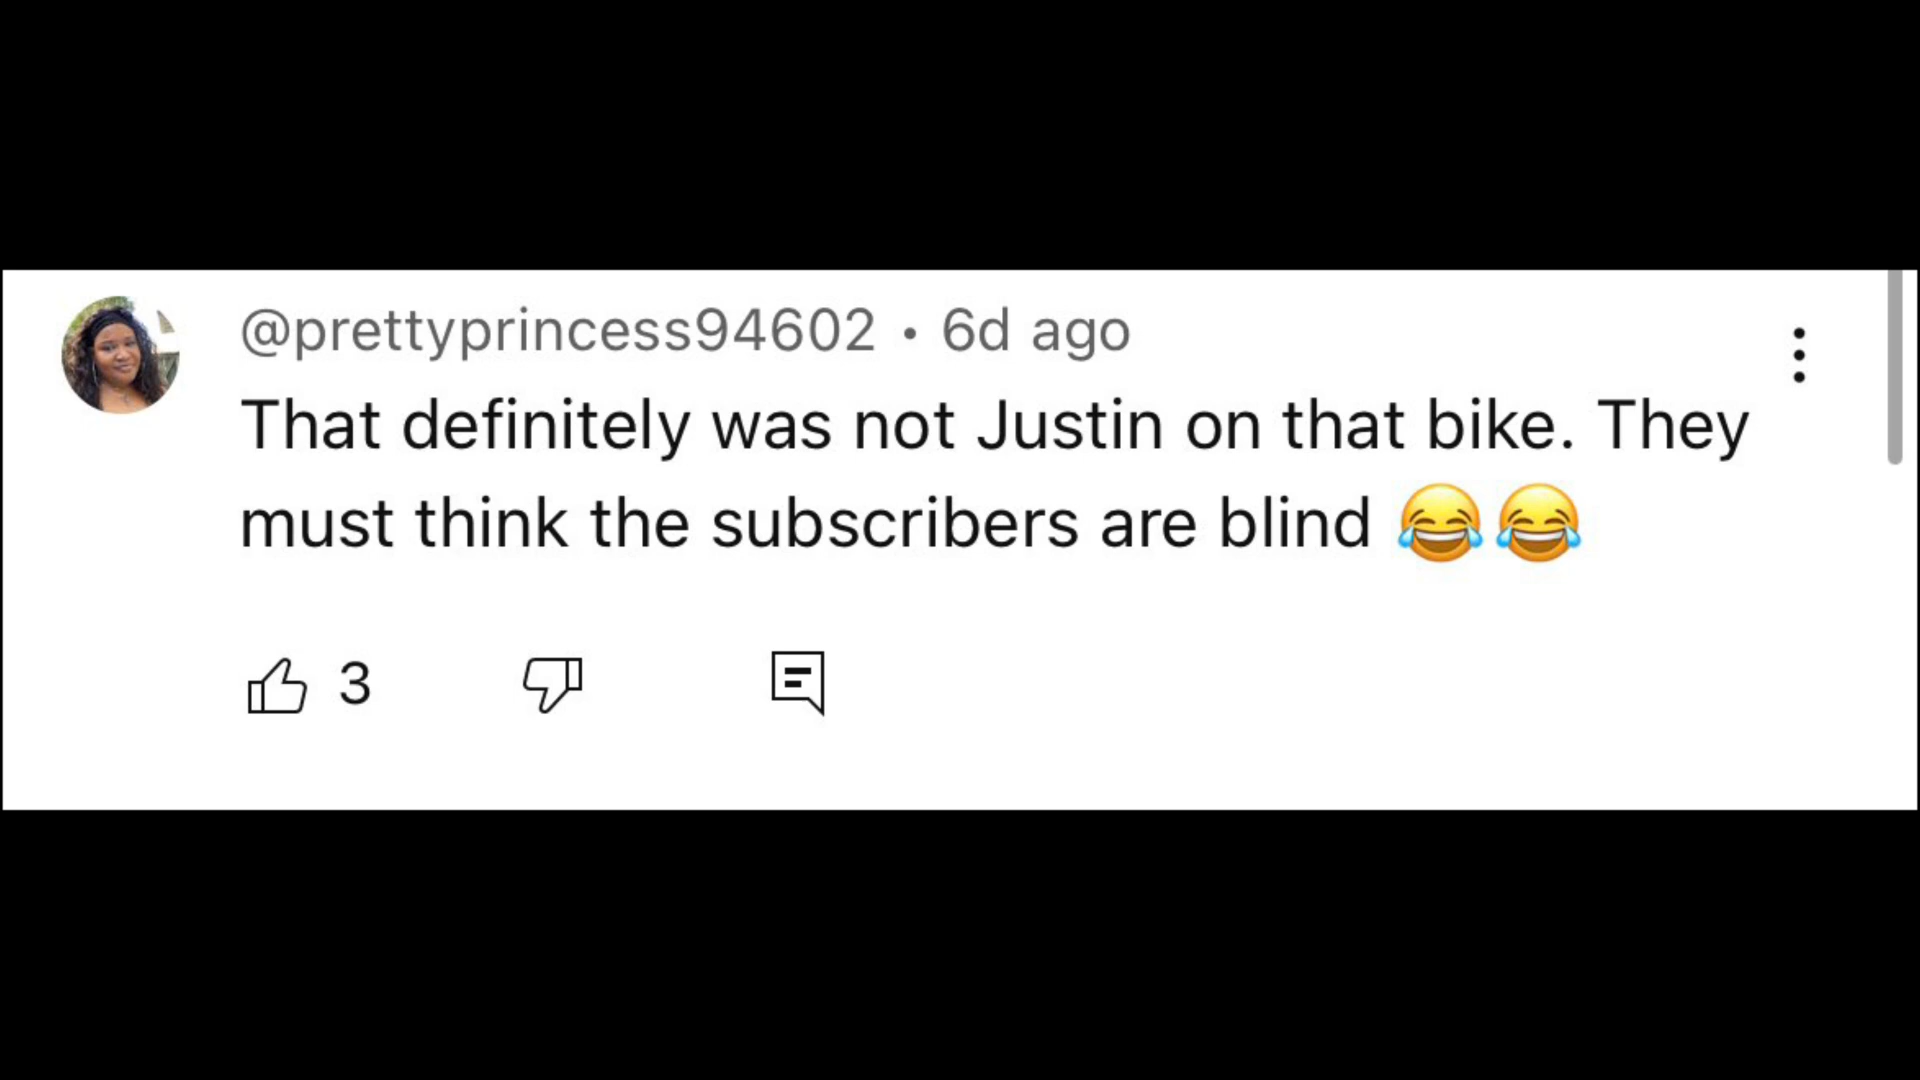 @prettyprincess94602 • 6d ago
That definitely was not Justin on that bike. They
must think the subscribers are blind 😂😂
3